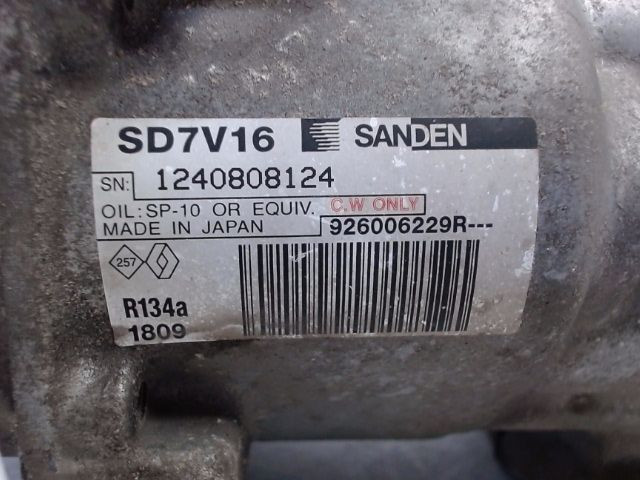 SD7V16 SANDEN
SN: 1240808124
OIL: SP-10 OR EQUIV. C.W ONLY
MADE IN JAPAN 926006229R---
257
R134a
1809